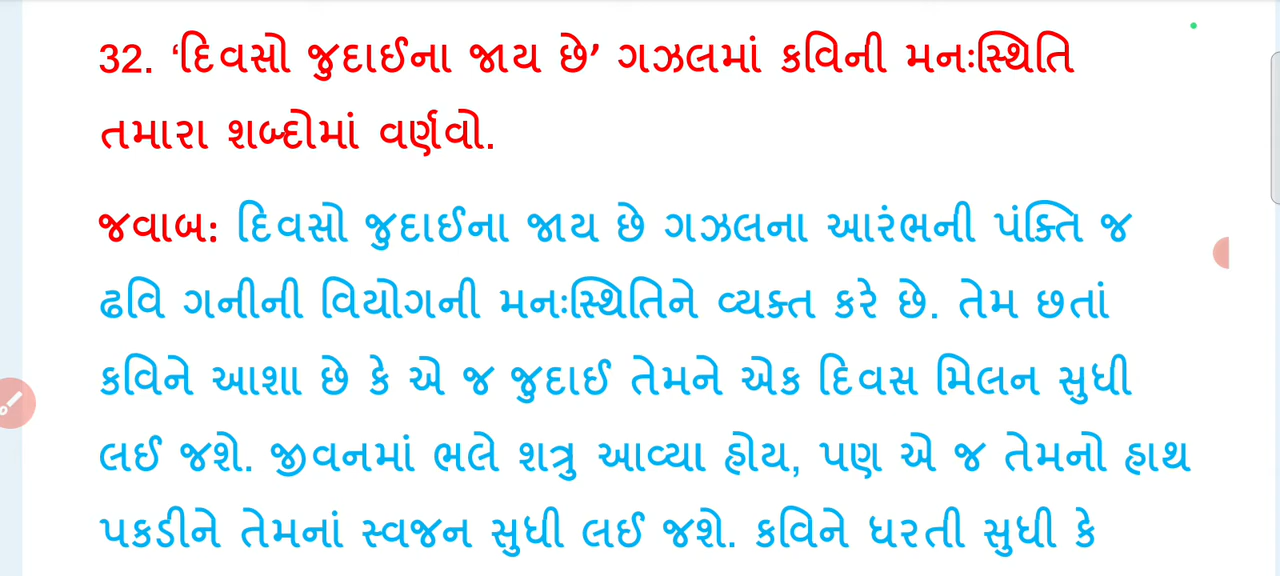 32. ‘દિવસો જુદાઈના જાય છે’ ગઝલમાં કવિની મનઃસ્થિતિ
તમારા શબ્દોમાં વર્ણવો.
જવાબ: દિવસો જુદાઈના જાય છે ગઝલના આરંભની પંક્તિ જ
ઢવિ ગનીની વિયોગની મનઃસ્થિતિને વ્યક્ત કરે છે. તેમ છતાં
કવિને આશા છે કે એ જ જુદાઈ તેમને એક દિવસ મિલન સુધી
લઈ જશે. જીવનમાં ભલે શત્રુ આવ્યા હોય, પણ એ જ તેમનો હાથ
પકડીને તેમનાં સ્વજન સુધી લઈ જશે. કવિને ધરતી સુધી કે